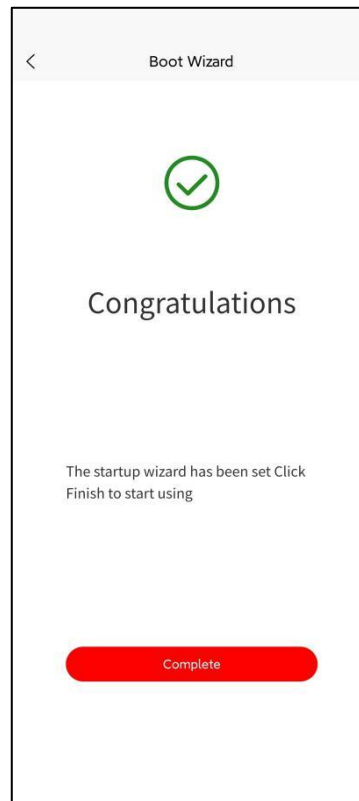 Boot Wizard
Congratulations
The startup wizard has been set Click
Finish to start using
Complete